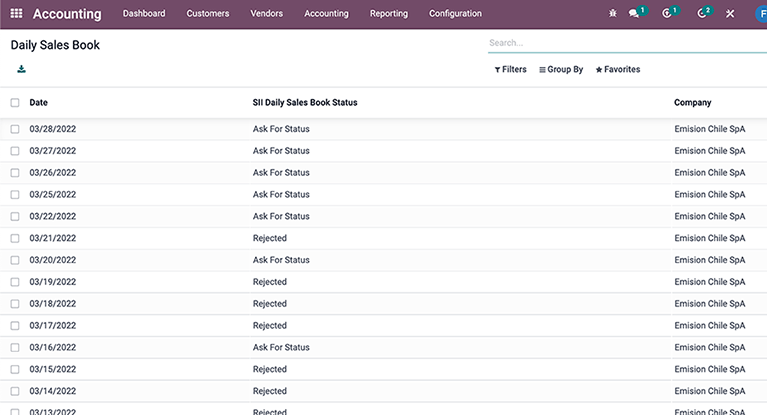 Accounting Dashboard Customers Vendors Accounting Reporting Configuration 1 1 2 F
Daily Sales Book
Search...
Filters Group By Favorites
Date SII Daily Sales Book Status Company
03/28/2022 Ask For Status Emision Chile SpA
03/27/2022 Ask For Status Emision Chile SpA
03/26/2022 Ask For Status Emision Chile SpA
03/25/2022 Ask For Status Emision Chile SpA
03/22/2022 Ask For Status Emision Chile SpA
03/21/2022 Rejected Emision Chile SpA
03/20/2022 Ask For Status Emision Chile SpA
03/19/2022 Rejected Emision Chile SpA
03/18/2022 Rejected Emision Chile SpA
03/17/2022 Rejected Emision Chile SpA
03/16/2022 Ask For Status Emision Chile SpA
03/15/2022 Rejected Emision Chile SpA
03/14/2022 Rejected Emision Chile SpA
03/13/2022 Rejected Emision Chile SpA